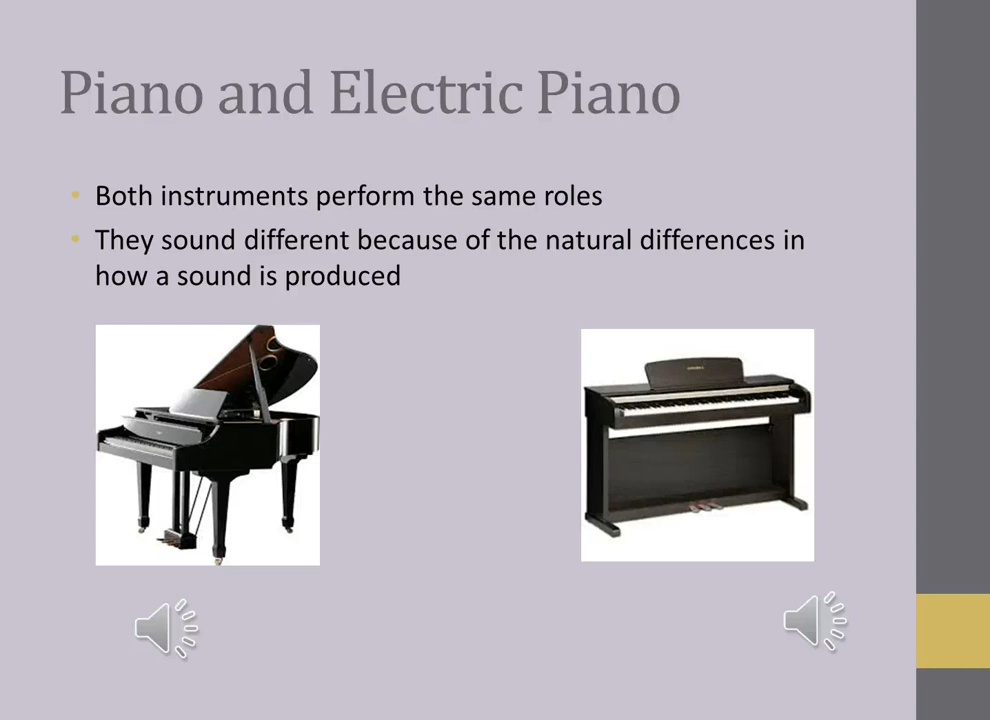 Piano and Electric Piano
• Both instruments perform the same roles
• They sound different because of the natural differences in
how a sound is produced